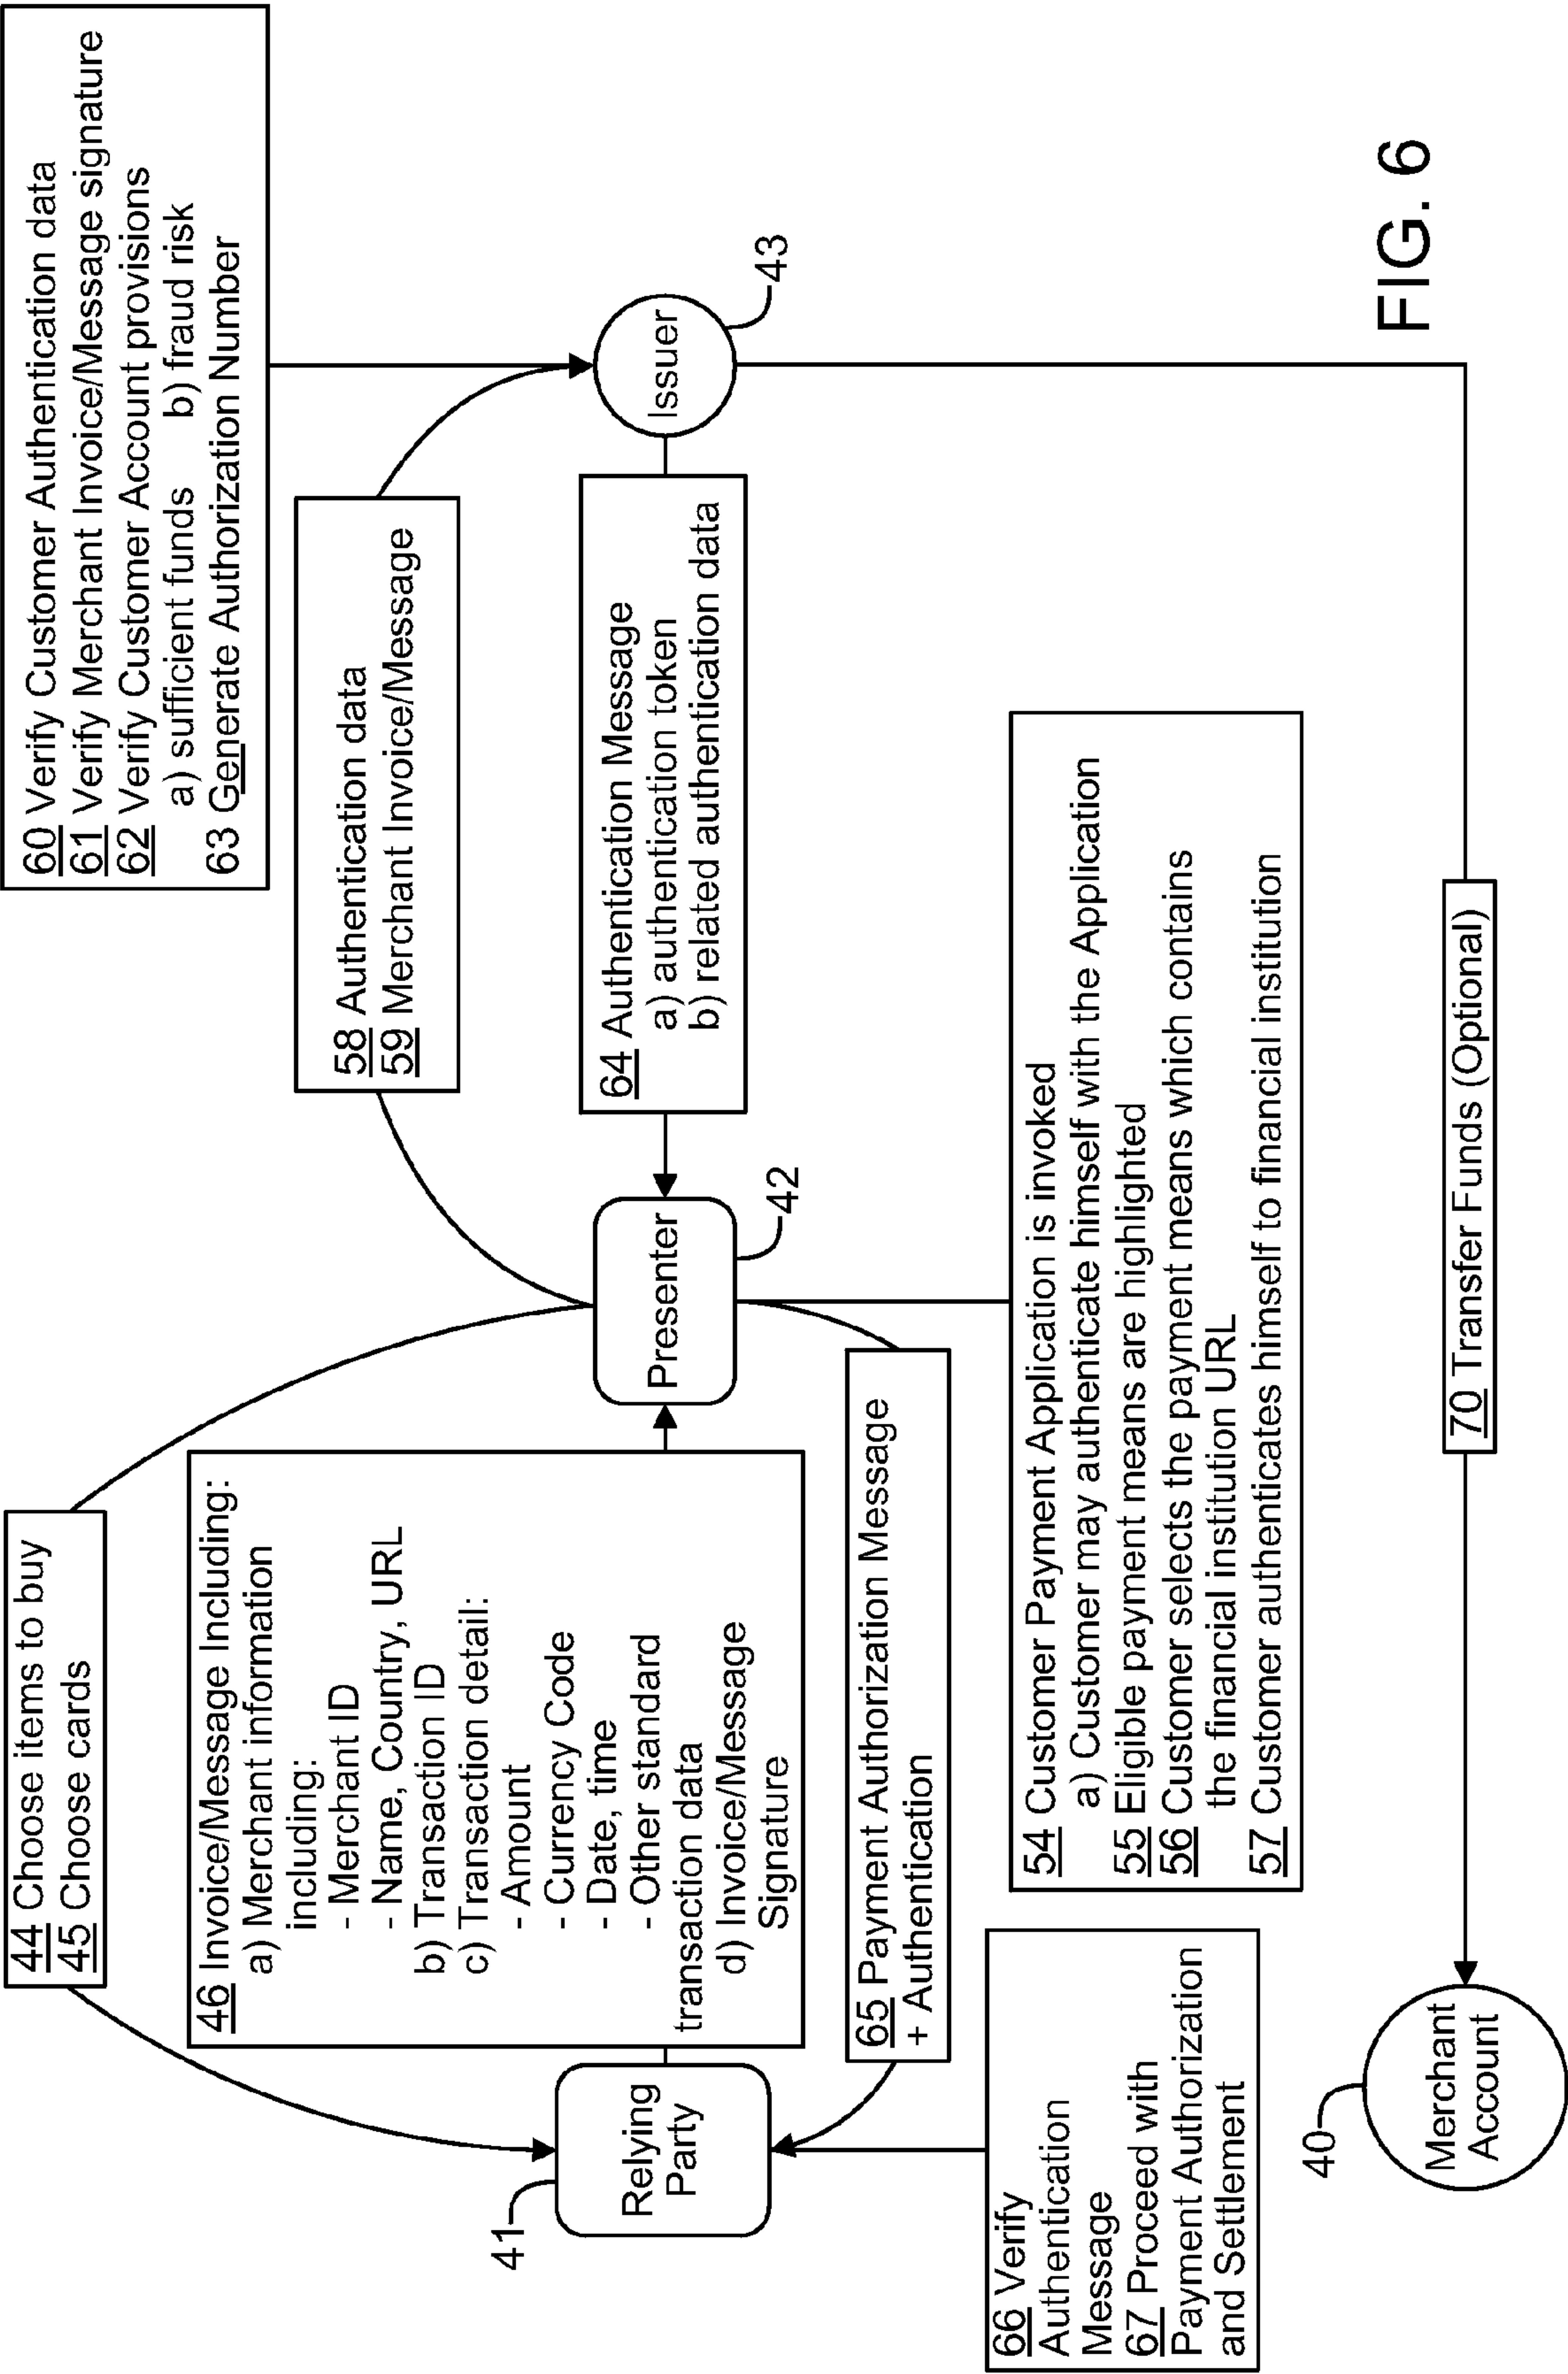 44 Choose items to buy
45 Choose cards
60 Verify Customer Authentication data
61 Verify Merchant Invoice/Message signature
62 Verify Customer Account provisions
a) sufficient funds b) fraud risk
63 Generate Authorization Number
46 Invoice/Message Including:
a) Merchant information
including:
- Merchant ID
- Name, Country, URL
b) Transaction ID
c) Transaction detail:
- Amount
- Currency Code
- Date, time
- Other standard
transaction data
d) Invoice/Message
Signature
58 Authentication data
59 Merchant Invoice/Message
41
Relying
Party
Presenter
42
64 Authentication Message
a) authentication token
b) related authentication data
Issuer
43
65 Payment Authorization Message
+ Authentication
66 Verify
Authentication
Message
67 Proceed with
Payment Authorization
and Settlement
54 Customer Payment Application is invoked
a) Customer may authenticate himself with the Application
55 Eligible payment means are highlighted
56 Customer selects the payment means which contains
the financial institution URL
57 Customer authenticates himself to financial institution
40
Merchant
Account
70 Transfer Funds (Optional)
FIG. 6